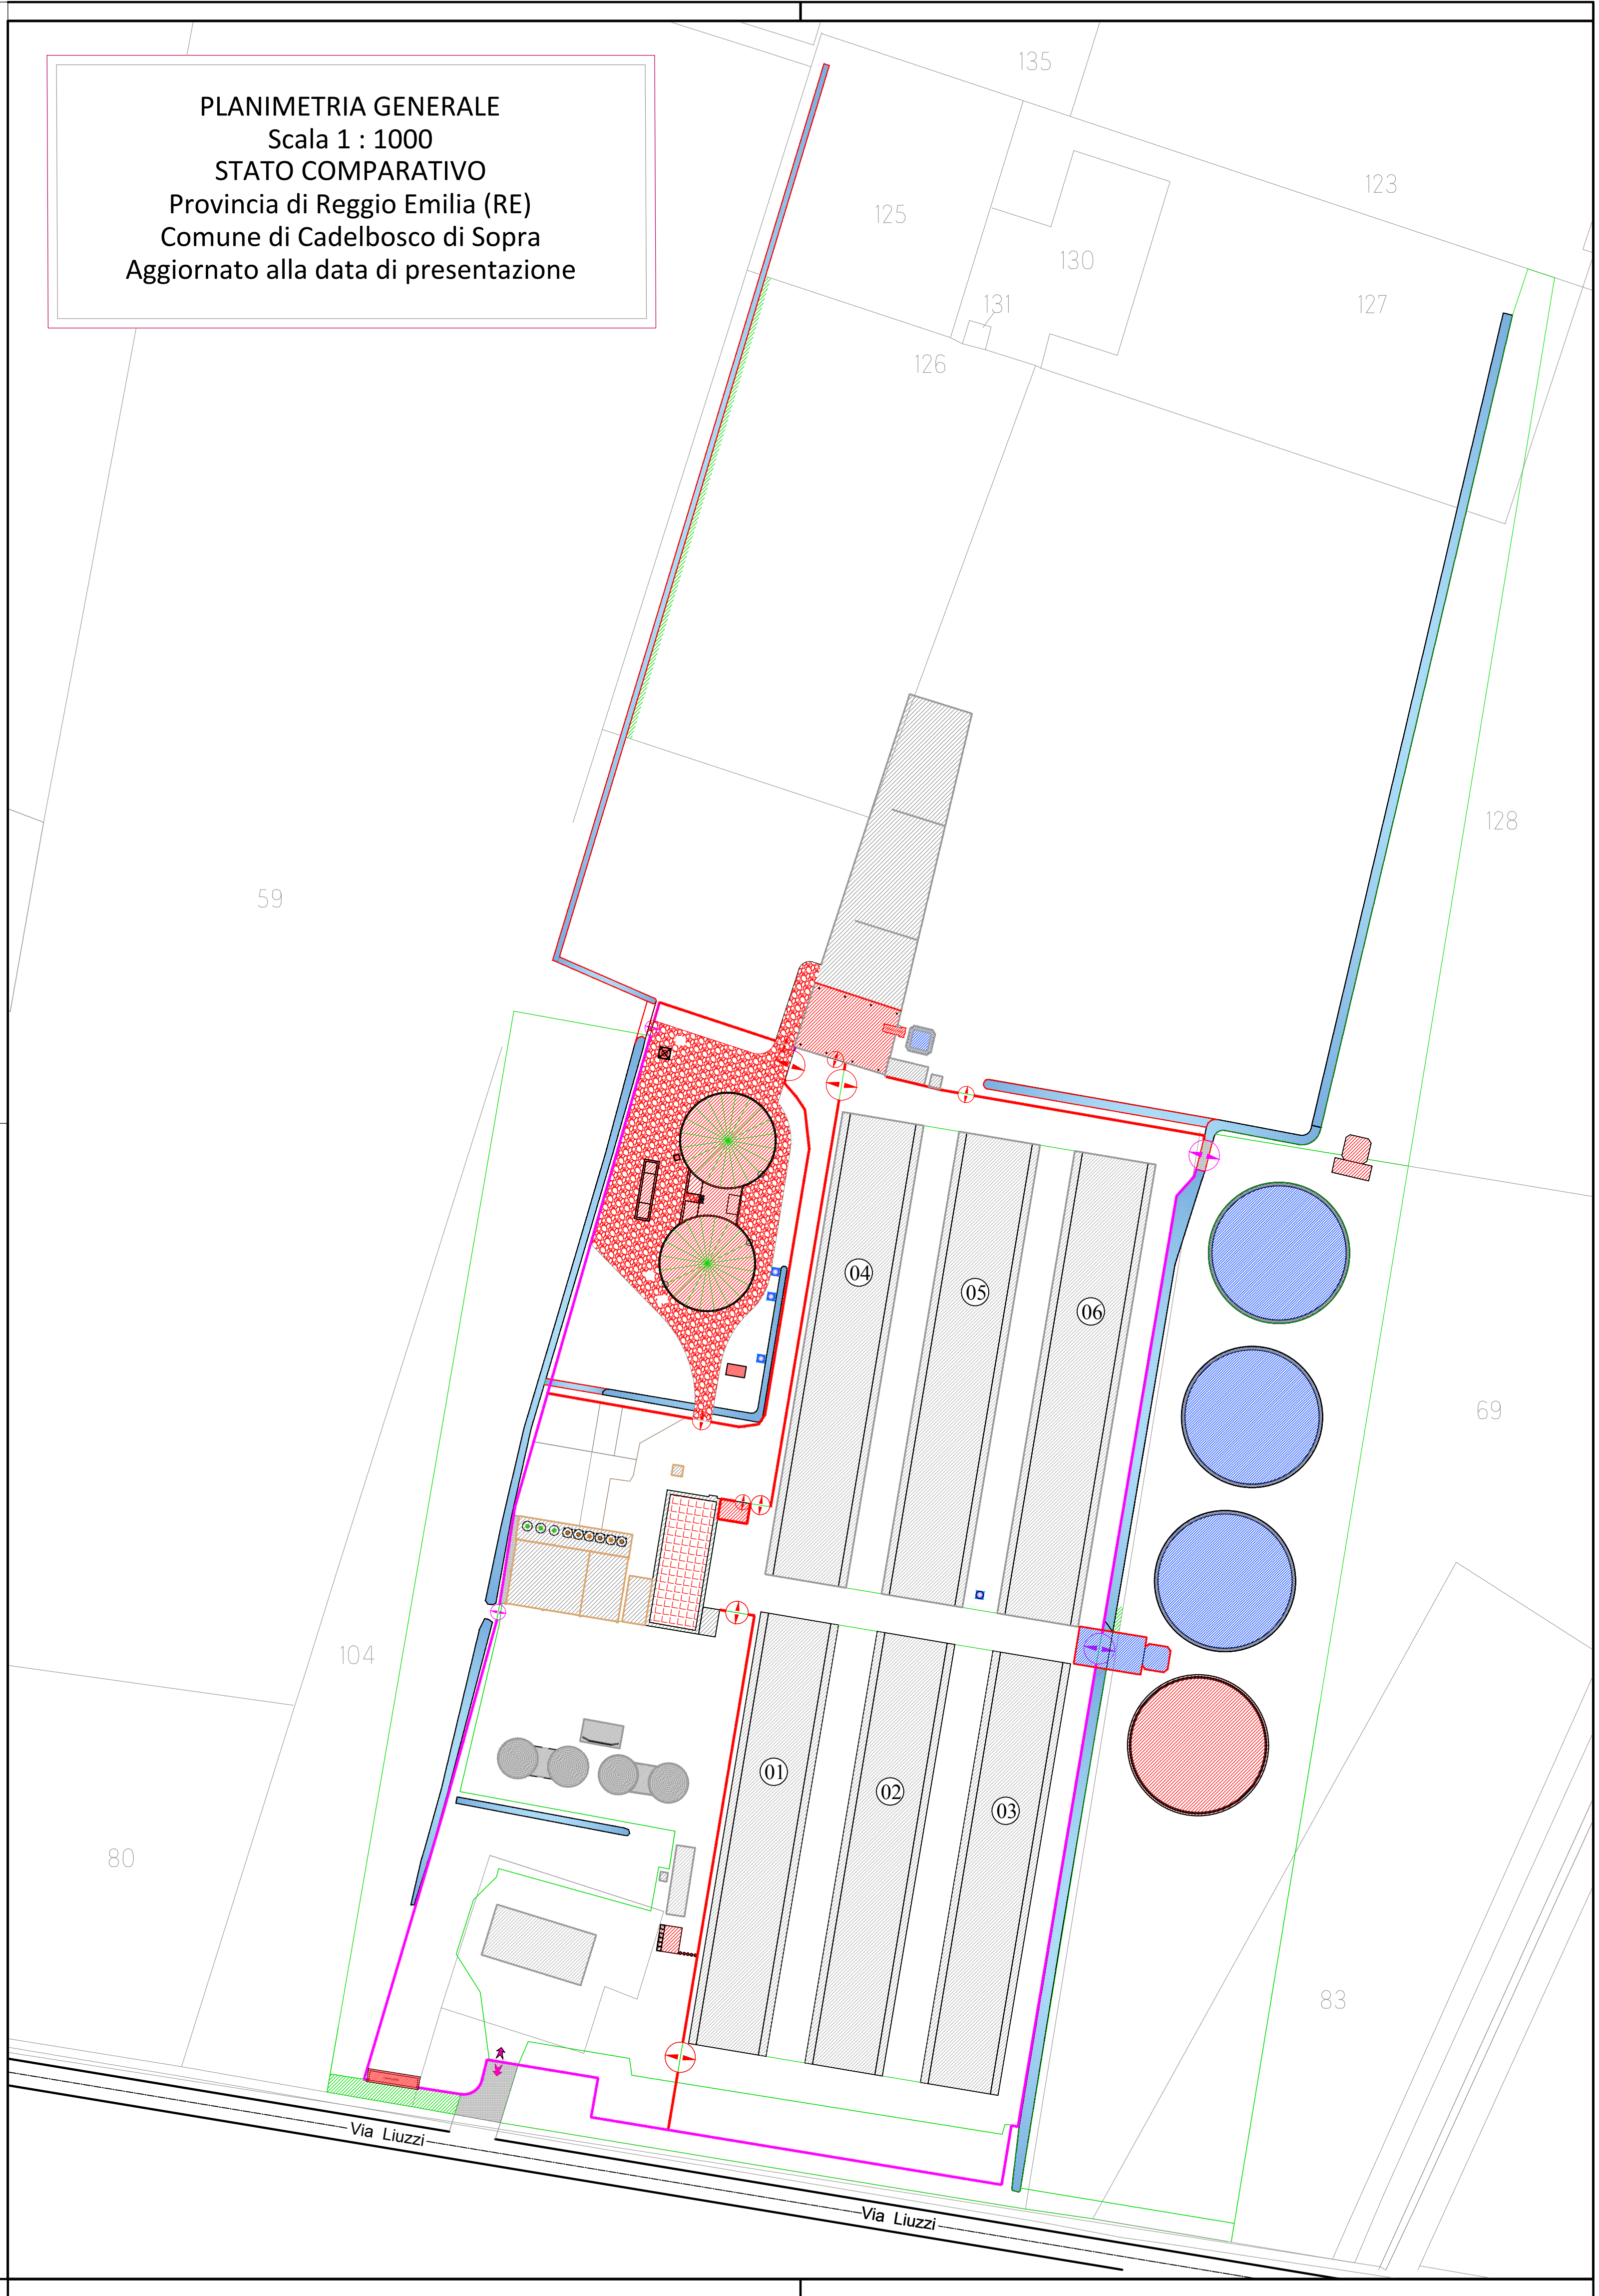 PLANIMETRIA GENERALE
Scala 1 : 1000
STATO COMPARATIVO
Provincia di Reggio Emilia (RE)
Comune di Cadelbosco di Sopra
Aggiornato alla data di presentazione
135
123
125
130
131
127
126
128
59
04
05
06
69
104
01
02
03
80
83
Via Liuzzi
Via Liuzzi